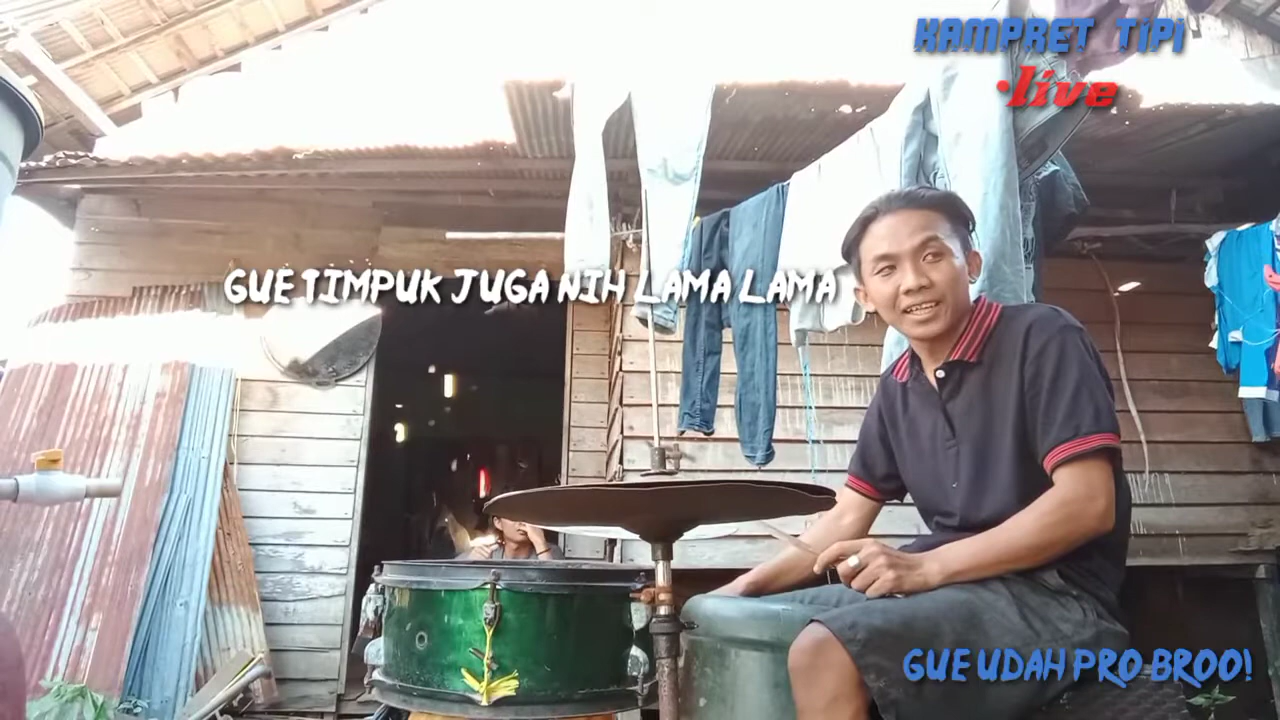 KAMPRET TiPi
.live
GUE TIMPUK JUGA NIH LAMA LAMA
GUE UDAH PRO BROO!